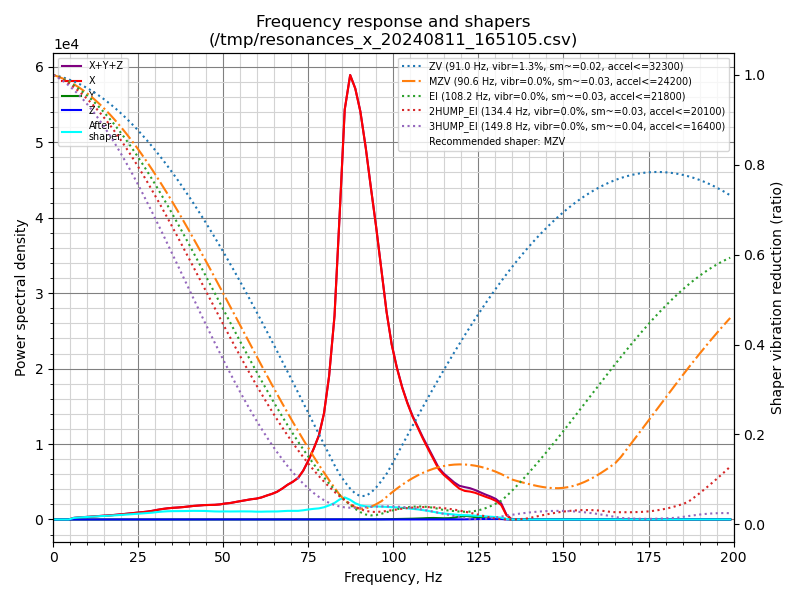 Frequency response and shapers
(/tmp/resonances_x_20240811_165105.csv)
1e4
X+Y+Z
X
Y
Z
After
shaper
ZV (91.0 Hz, vibr=1.3%, sm~=0.02, accel<=32300)
MZV (90.6 Hz, vibr=0.0%, sm~=0.03, accel<=24200)
EI (108.2 Hz, vibr=0.0%, sm~=0.03, accel<=21800)
2HUMP_EI (134.4 Hz, vibr=0.0%, sm~=0.03, accel<=20100)
3HUMP_EI (149.8 Hz, vibr=0.0%, sm~=0.04, accel<=16400)
Recommended shaper: MZV
6
5
4
3
2
1
0
Power spectral density
1.0
0.8
0.6
0.4
0.2
0.0
Shaper vibration reduction (ratio)
0 25 50 75 100 125 150 175 200
Frequency, Hz